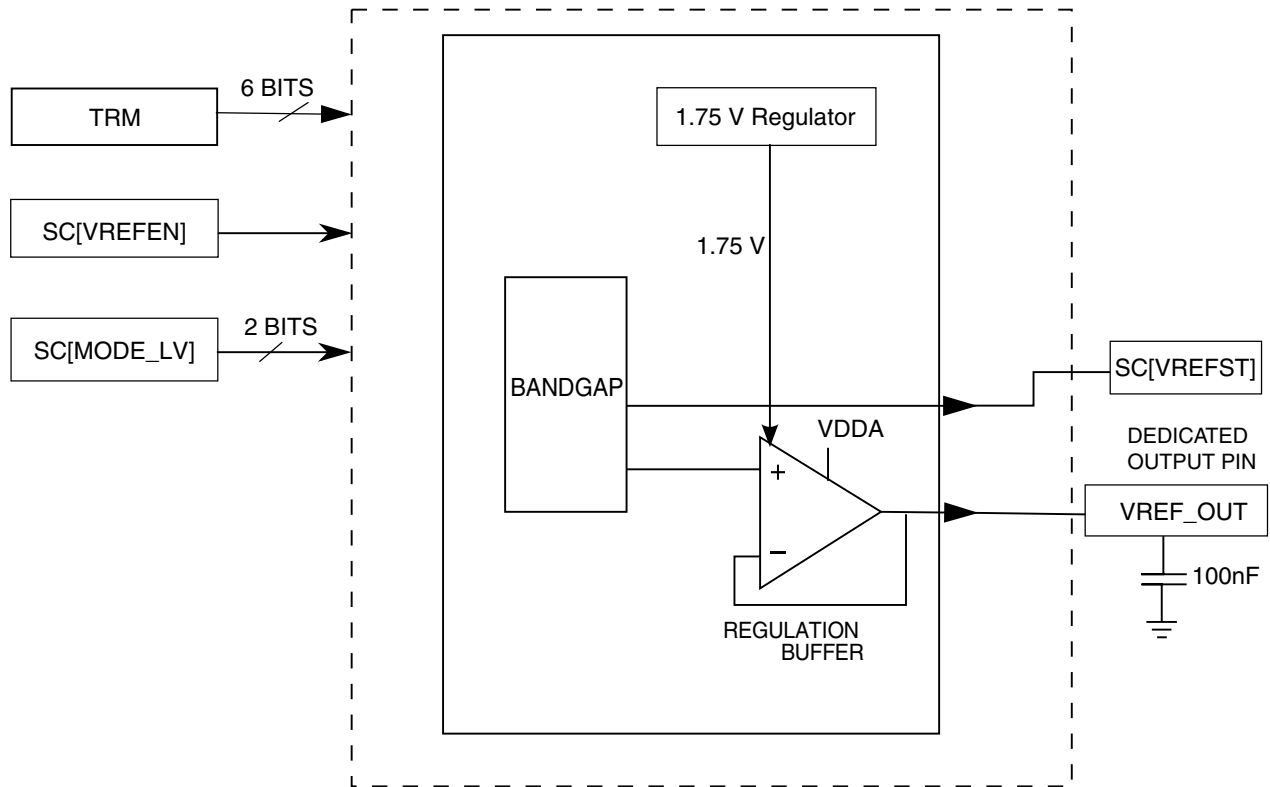 6 BITS
TRM
1.75 V Regulator
SC[VREFEN]
1.75 V
2 BITS
SC[MODE_LV]
BANDGAP
SC[VREFST]
VDDA
DEDICATED
OUTPUT PIN
+
VREF_OUT
−
100nF
REGULATION
BUFFER